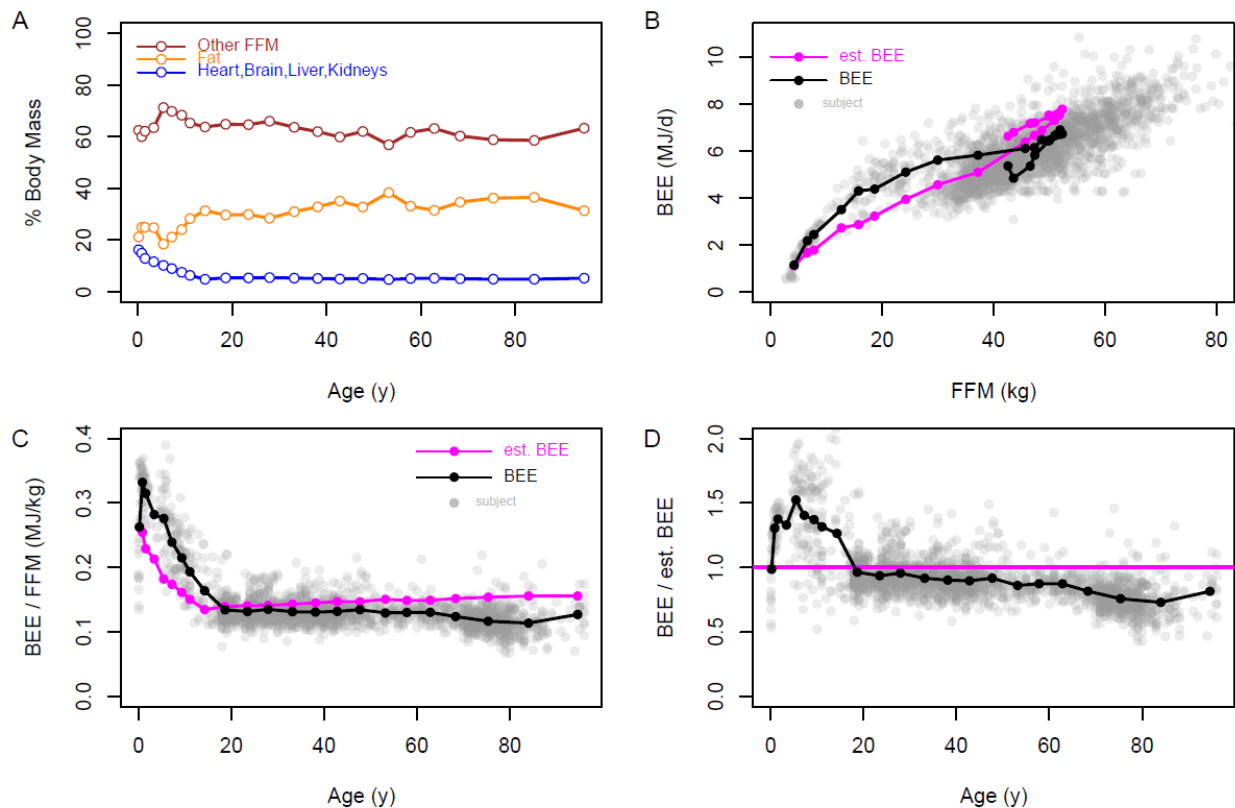 A
% Body Mass
100
80
60
40
20
0
Other FFM
Fat
Heart,Brain,Liver,Kidneys
0 20 40 60 80
Age (y)
B
BEE (MJ/d)
10
8
6
4
2
0
est. BEE
BEE
subject
0 20 40 60 80
FFM (kg)
C
BEE / FFM (MJ/kg)
0.4
0.3
0.2
0.1
0.0
est. BEE
BEE
subject
0 20 40 60 80
Age (y)
D
BEE / est. BEE
2.0
1.5
1.0
0.5
0.0
0 20 40 60 80
Age (y)